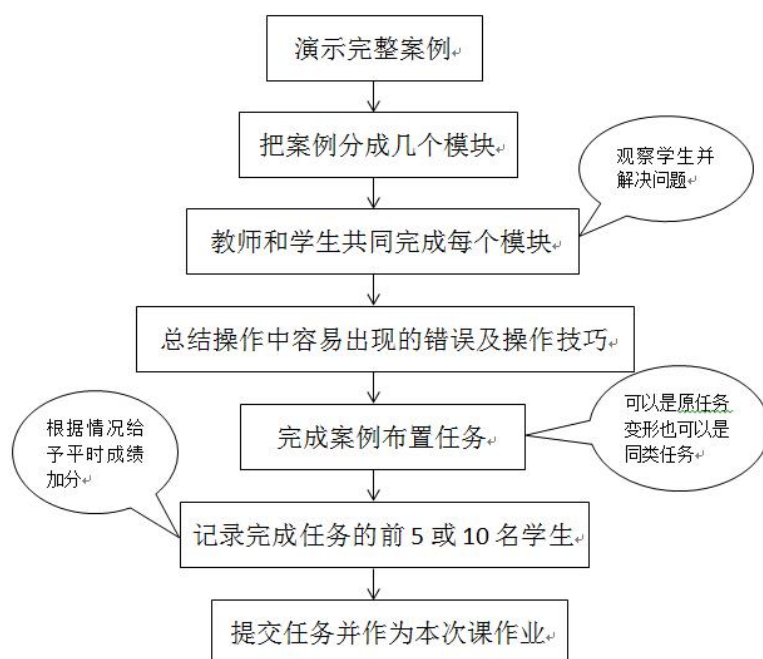 演示完整案例
把案例分成几个模块
观察学生并
解决问题
教师和学生共同完成每个模块
总结操作中容易出现的错误及操作技巧
可以是原任务
变形也可以是
同类任务
完成案例布置任务
根据情况给
予平时成绩
加分
记录完成任务的前 5 或 10 名学生
提交任务并作为本次课作业